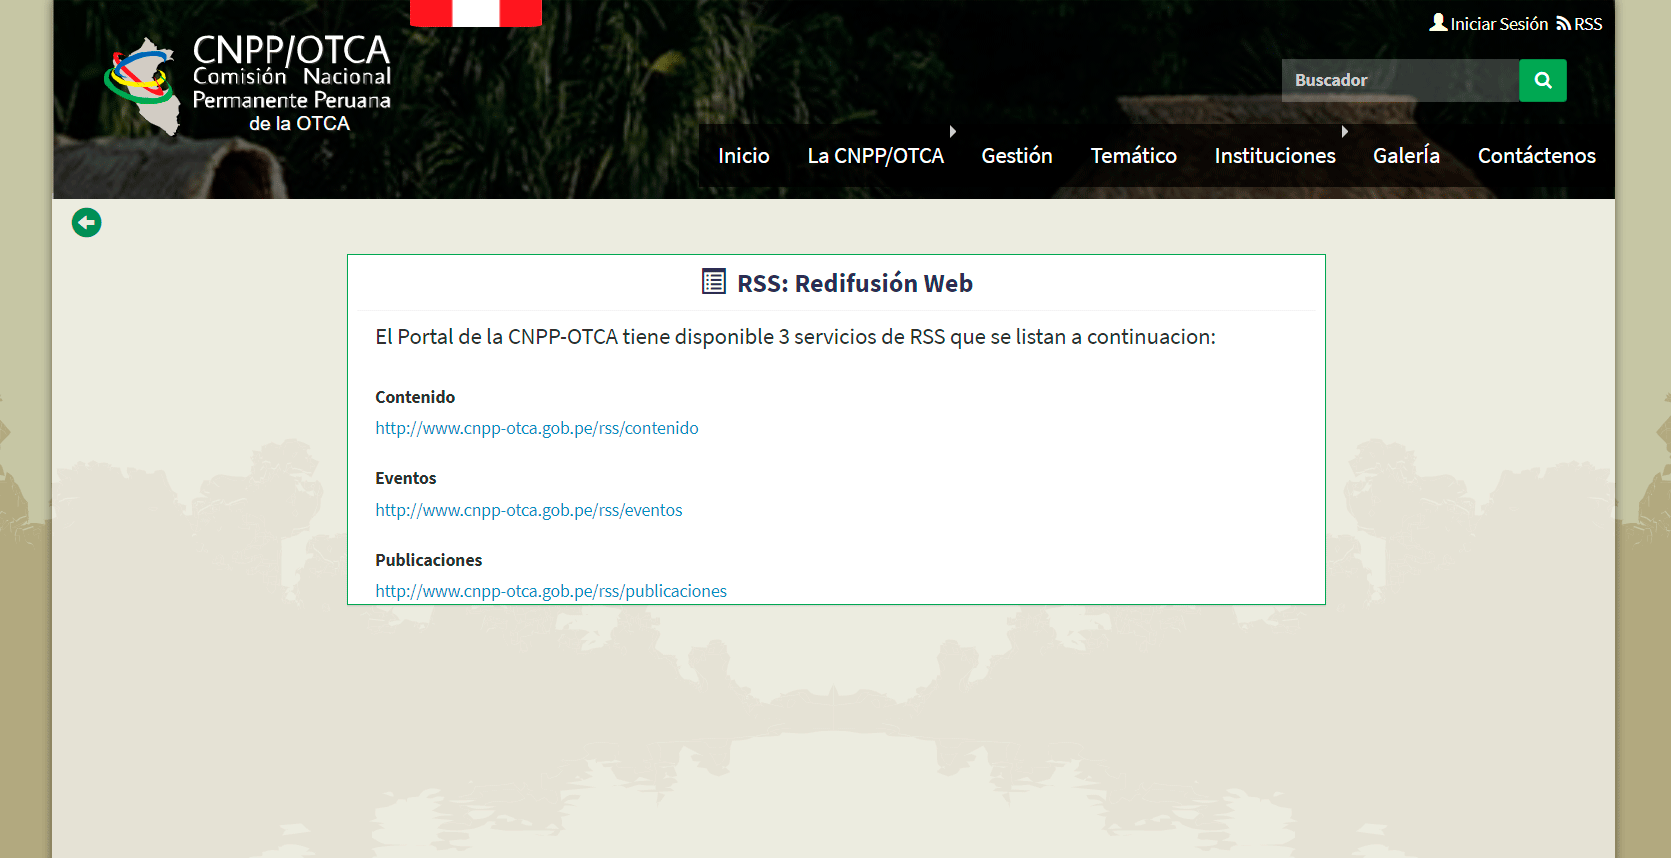 Iniciar Sesión RSS
CNPP/OTCA
Comisión Nacional
Permanente Peruana
de la OTCA
Buscador
Inicio La CNPP/OTCA Gestión Temático Instituciones GalerÍa Contáctenos
RSS: Redifusión Web
El Portal de la CNPP-OTCA tiene disponible 3 servicios de RSS que se listan a continuacion:
Contenido
http://www.cnpp-otca.gob.pe/rss/contenido
Eventos
http://www.cnpp-otca.gob.pe/rss/eventos
Publicaciones
http://www.cnpp-otca.gob.pe/rss/publicaciones